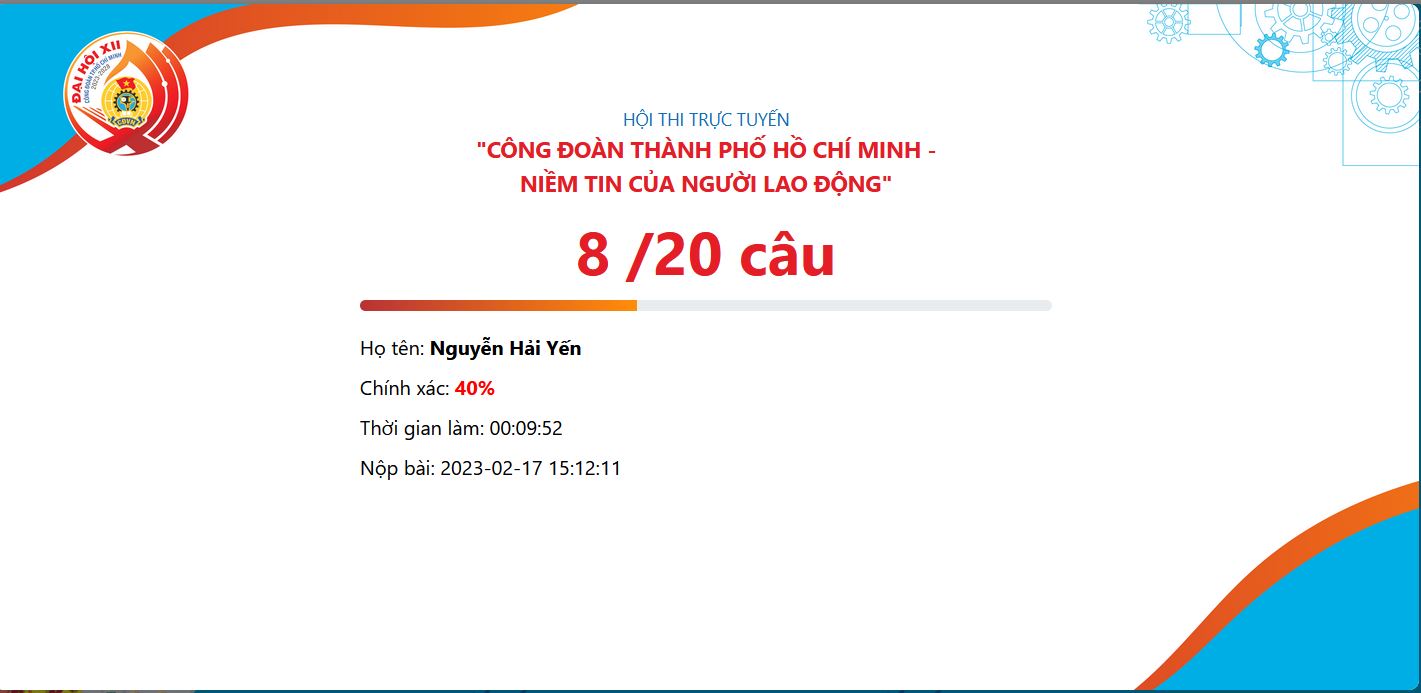 ĐẠI HỘI XII
CÔNG ĐOÀN TP.HỒ CHÍ MINH
2023-2028
CĐVN
HỘI THI TRỰC TUYẾN
"CÔNG ĐOÀN THÀNH PHỐ HỒ CHÍ MINH -
NIỀM TIN CỦA NGƯỜI LAO ĐỘNG"
8 /20 câu
Họ tên: Nguyễn Hải Yến
Chính xác: 40%
Thời gian làm: 00:09:52
Nộp bài: 2023-02-17 15:12:11